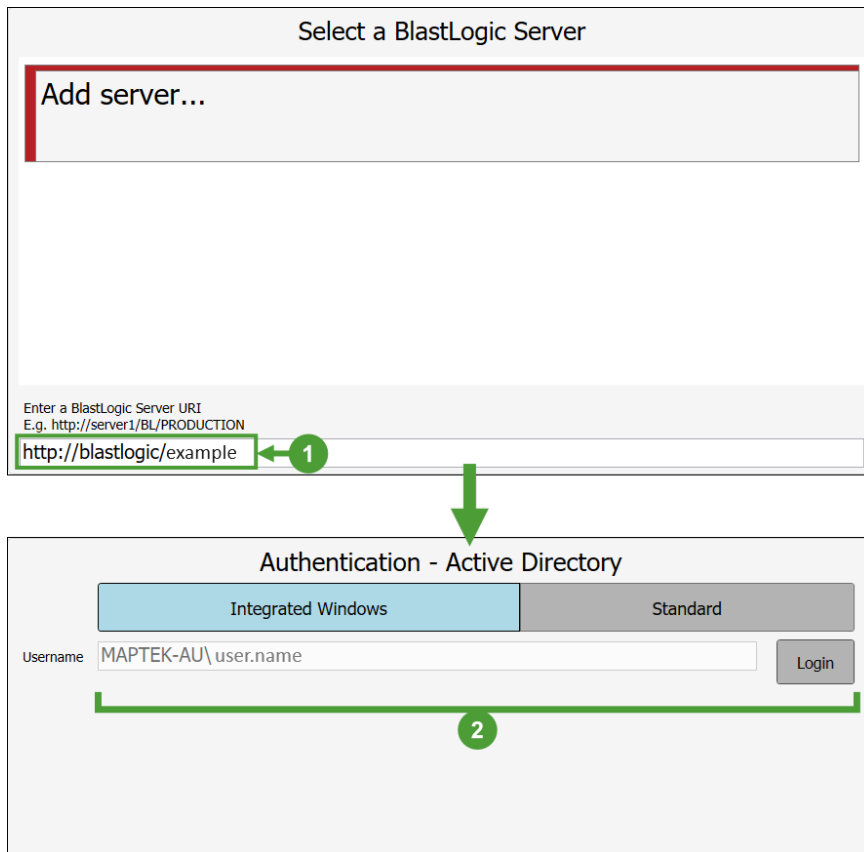 Select a BlastLogic Server
Add server...
Enter a BlastLogic Server URI
E.g. http://server1/BL/PRODUCTION
http://blastlogic/example
1
Authentication - Active Directory
Integrated Windows Standard
Username MAPTEK-AU\ user.name Login
2